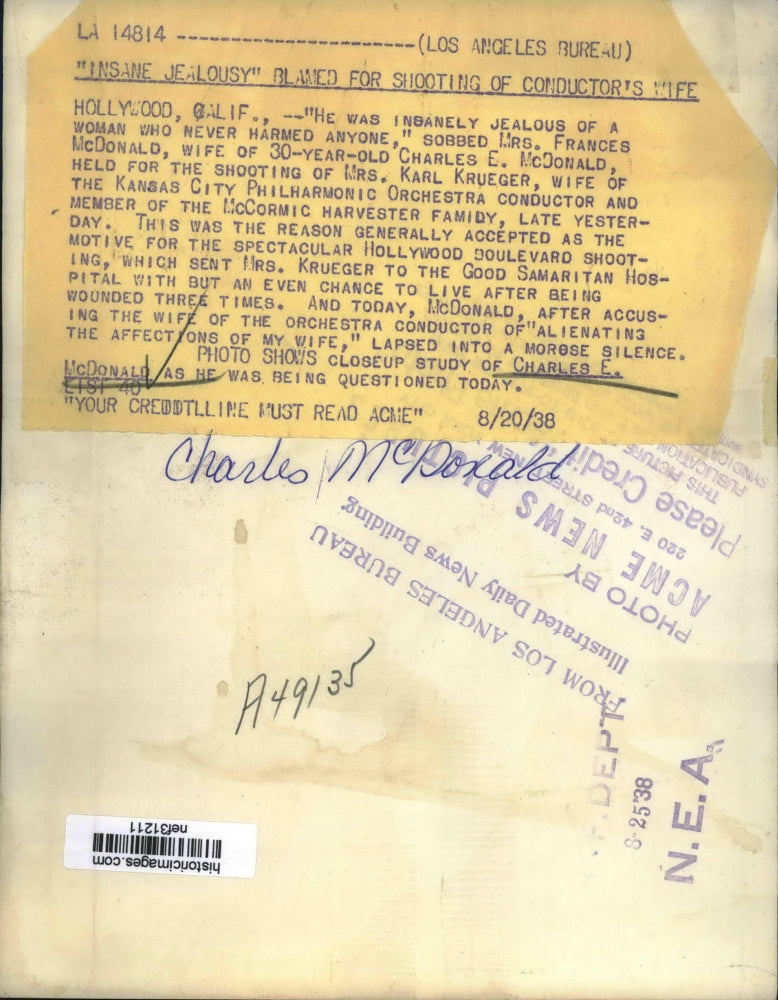 LA 14814 -----------------------(LOS ANGELES BUREAU)
"INSANE JEALOUSY" BLAMED FOR SHOOTING OF CONDUCTOR'S WIFE
HOLLYWOOD, CALIF., --"HE WAS INSANELY JEALOUS OF A
WOMAN WHO NEVER HARMED ANYONE," SOBBED MRS. FRANCES
MCDONALD, WIFE OF 30-YEAR-OLD CHARLES E. MCDONALD,
HELD FOR THE SHOOTING OF MRS. KARL KRUEGER, WIFE OF
THE KANSAS CITY PHILHARMONIC ORCHESTRA CONDUCTOR AND
MEMBER OF THE MCCORMIC HARVESTER FAMIDY, LATE YESTER-
DAY. THIS WAS THE REASON GENERALLY ACCEPTED AS THE
MOTIVE FOR THE SPECTACULAR HOLLYWOOD BOULEVARD SHOOT-
ING, WHICH SENT MRS. KRUEGER TO THE GOOD SAMARITAN HOS-
PITAL WITH BUT AN EVEN CHANCE TO LIVE AFTER BEING
WOUNDED THREE TIMES. AND TODAY, MCDONALD, AFTER ACCUS-
ING THE WIFE OF THE ORCHESTRA CONDUCTOR OF "ALIENATING
THE AFFECTIONS OF MY WIFE," LAPSED INTO A MOROSE SILENCE.
PHOTO SHOWS CLOSEUP STUDY OF CHARLES E.
MCDONALD AS HE WAS BEING QUESTIONED TODAY.
"YOUR CREDDTLLINE MUST READ ACME" 8/20/38
Charles McDonald
THIS PICTURE
PUBLICATION
Please Credit
220 E. 42nd STREET NEW
ACME NEWS
PHOTO BY
Illustrated Daily News Building
FROM LOS ANGELES BUREAU
A49135
DEPT.
8-25'38
N.E.A.
historicimages.com
nef31211